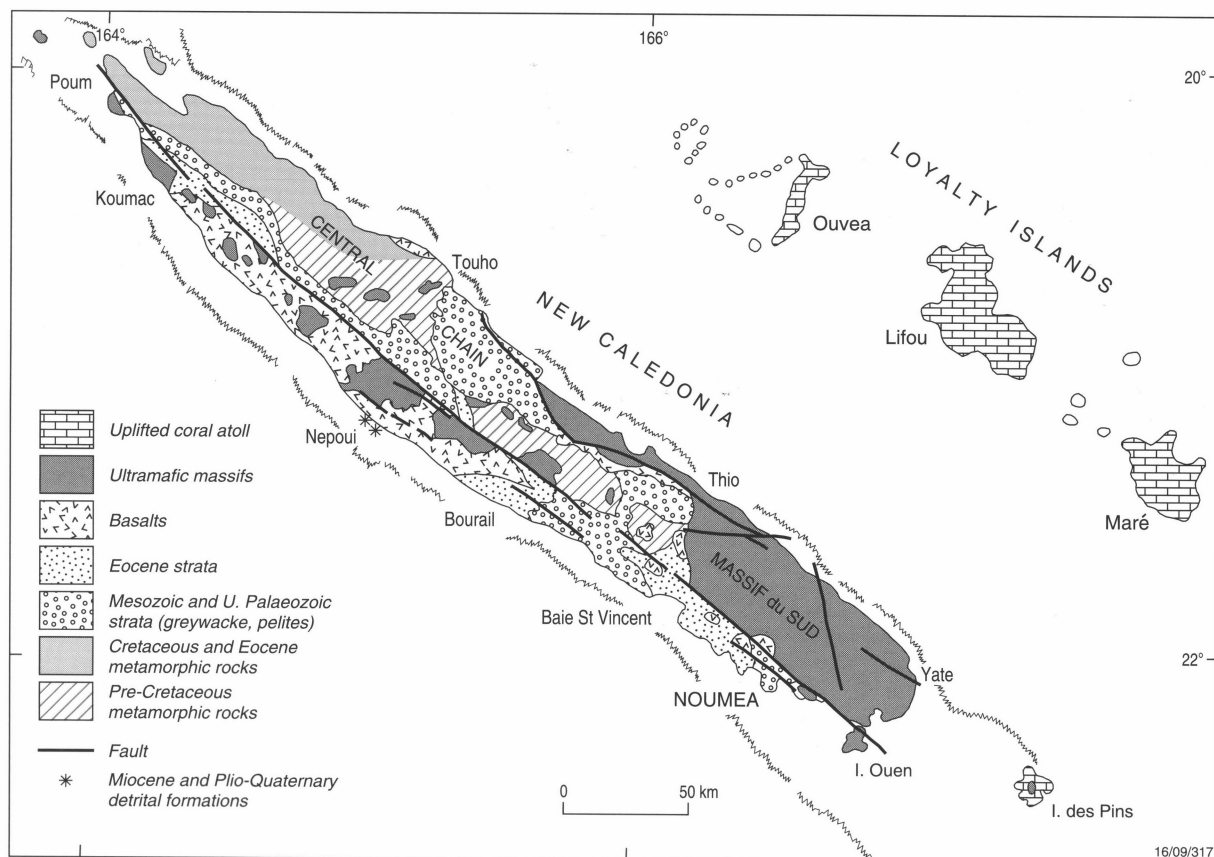 164°
166°
20°
Poum
LOYALTY ISLANDS
Koumac
Ouvea
CENTRAL
Touho
NEW CALEDONIA
Lifou
CHAIN
Uplifted coral atoll
Nepoui
Ultramafic massifs
Thio
Maré
Basalts
Bourail
Eocene strata
MASSIF du SUD
Mesozoic and U. Palaeozoic
strata (greywacke, pelites)
Baie St Vincent
Cretaceous and Eocene
metamorphic rocks
22°
Yate
Pre-Cretaceous
metamorphic rocks
NOUMEA
Fault
I. Ouen
Miocene and Plio-Quaternary
detrital formations
0 50 km
I. des Pins
16/09/317